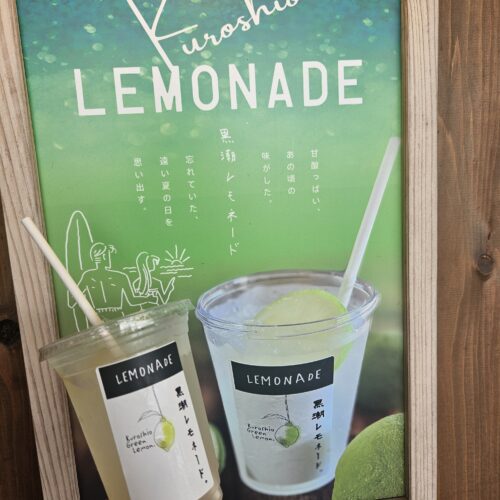 Kuroshio
LEMONADE
甘酸っぱい、
あの頃の
味がした。
黒潮レモネード
忘れていた、
遠い夏の日を
思い出す。
LEMONADE
黒潮レモネード。
Kuroshio
Green
Lemon.
LEMONADE
黒潮レモネード。
Kuroshio
Green
Lemon.